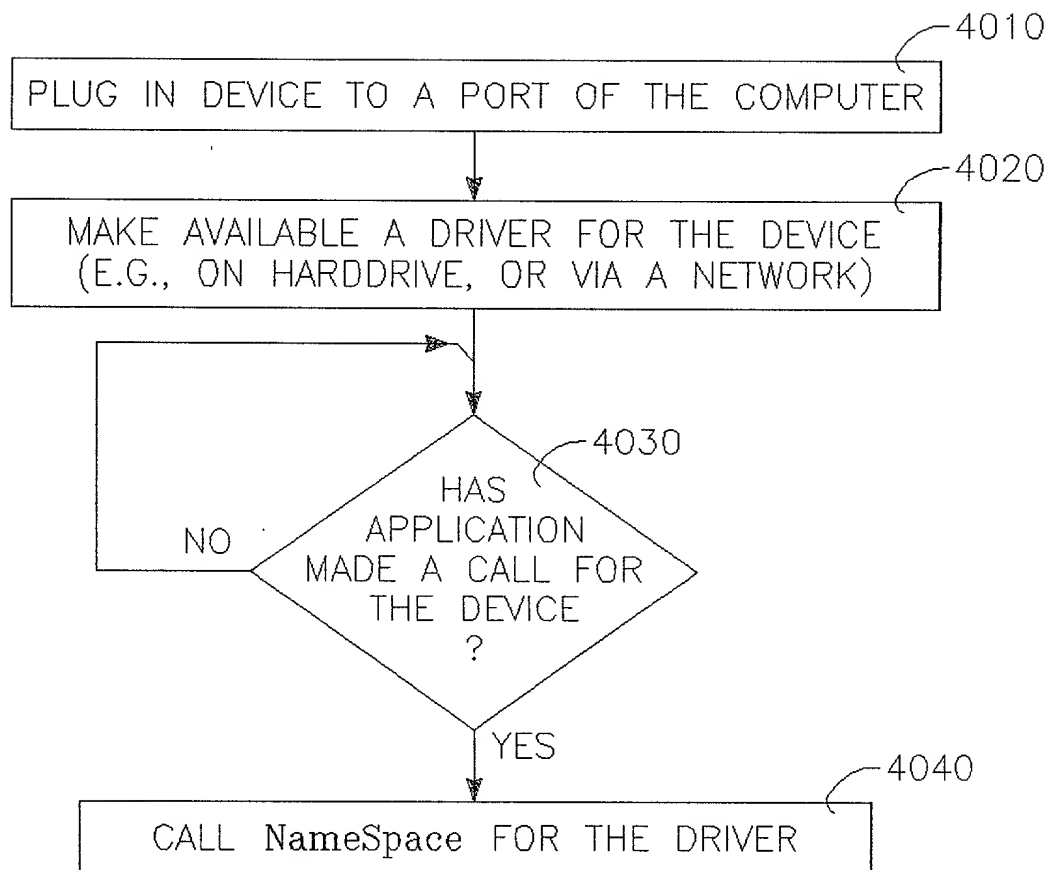 4010
PLUG IN DEVICE TO A PORT OF THE COMPUTER
4020
MAKE AVAILABLE A DRIVER FOR THE DEVICE
(E.G., ON HARDDRIVE, OR VIA A NETWORK)
4030
HAS
APPLICATION
MADE A CALL FOR
THE DEVICE
?
NO
YES
4040
CALL NameSpace FOR THE DRIVER